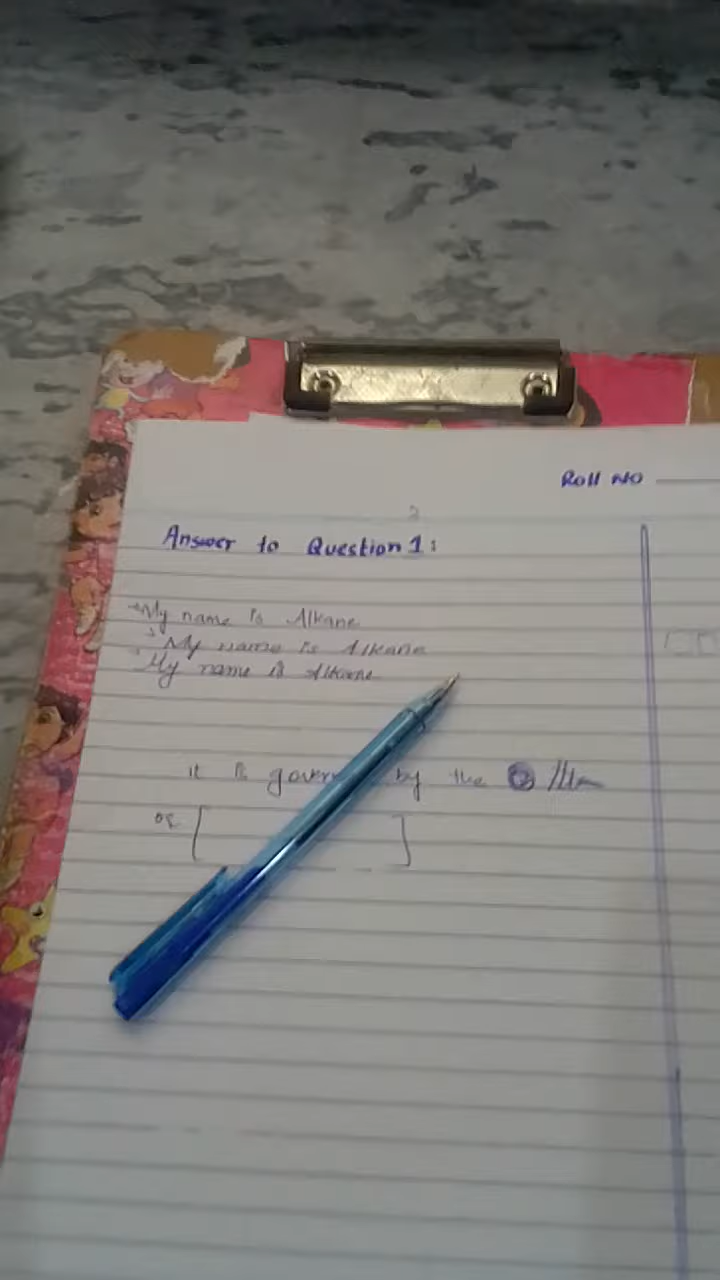 Roll NO
Answer to Question 1:
My name is Alkane
My name is Alkane
My name is Alkane
it is by the
or